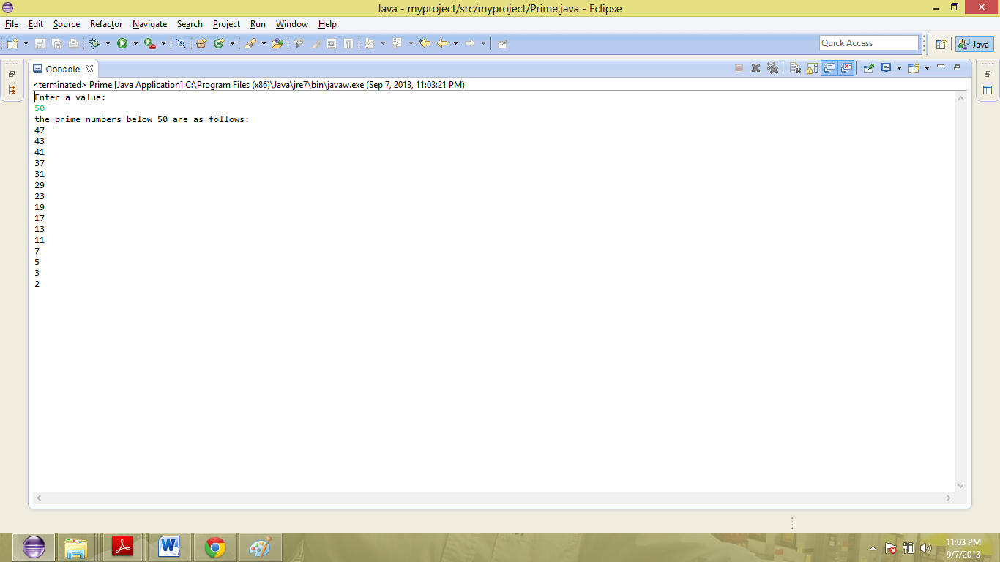 Java - myproject/src/myproject/Prime.java - Eclipse
File Edit Source Refactor Navigate Search Project Run Window Help
Quick Access
Java
Console
<terminated> Prime [Java Application] C:\Program Files (x86)\Java\jre7\bin\javaw.exe (Sep 7, 2013, 11:03:21 PM)
Enter a value:
50
the prime numbers below 50 are as follows:
47
43
41
37
31
29
23
19
17
13
11
7
5
3
2
11:03 PM
9/7/2013